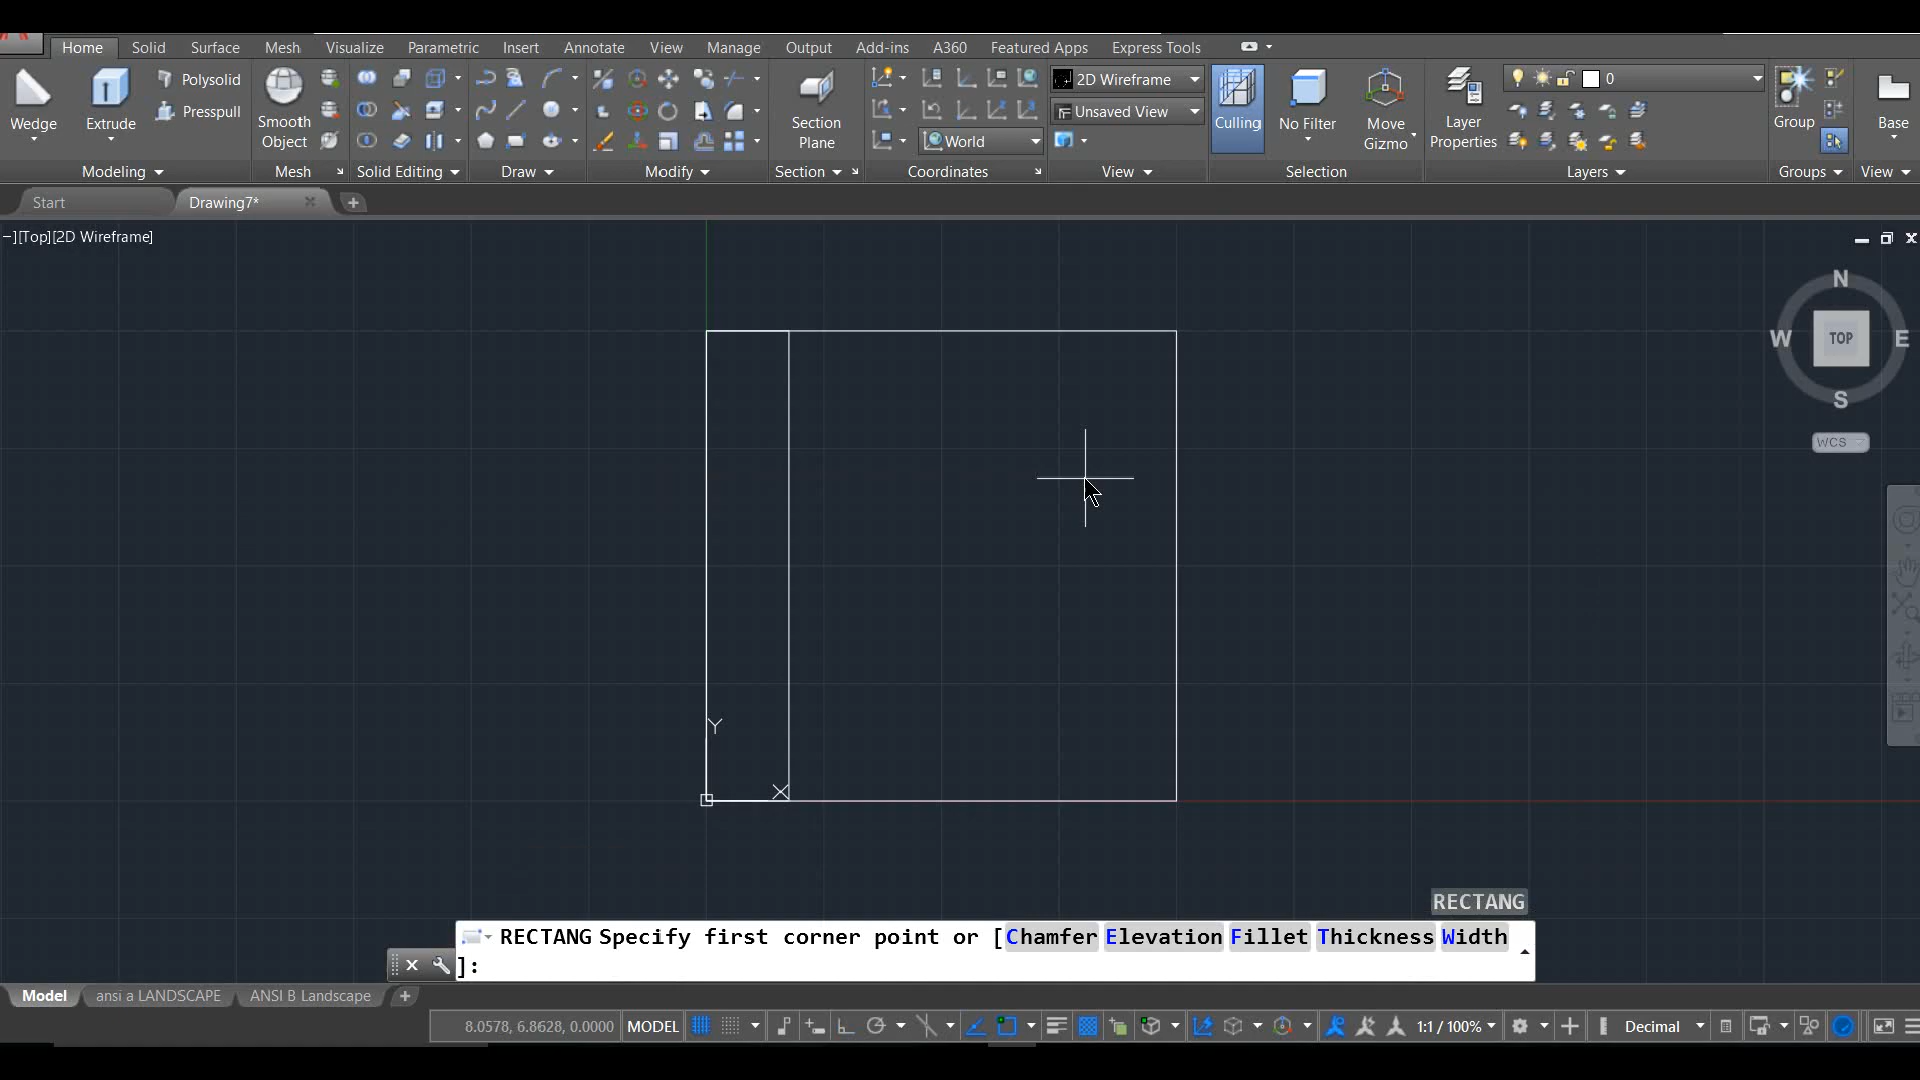 Home Solid Surface Mesh Visualize Parametric Insert Annotate View Manage Output Add-ins A360 Featured Apps Express Tools
Wedge
Extrude
Polysolid
Presspull
Smooth
Object
Section
Plane
World
2D Wireframe
Unsaved View
Culling
No Filter
Move
Gizmo
Layer
Properties
0
Group
Base
Modeling Mesh Solid Editing Draw Modify Section Coordinates View Selection Layers Groups View
Start Drawing7*
−][Top][2D Wireframe]
N
W TOP E
S
WCS
Y
X
RECTANG
RECTANG Specify first corner point or [Chamfer Elevation Fillet Thickness Width
]:
Model ansi a LANDSCAPE ANSI B Landscape
8.0578, 6.8628, 0.0000 MODEL 1:1 / 100% Decimal